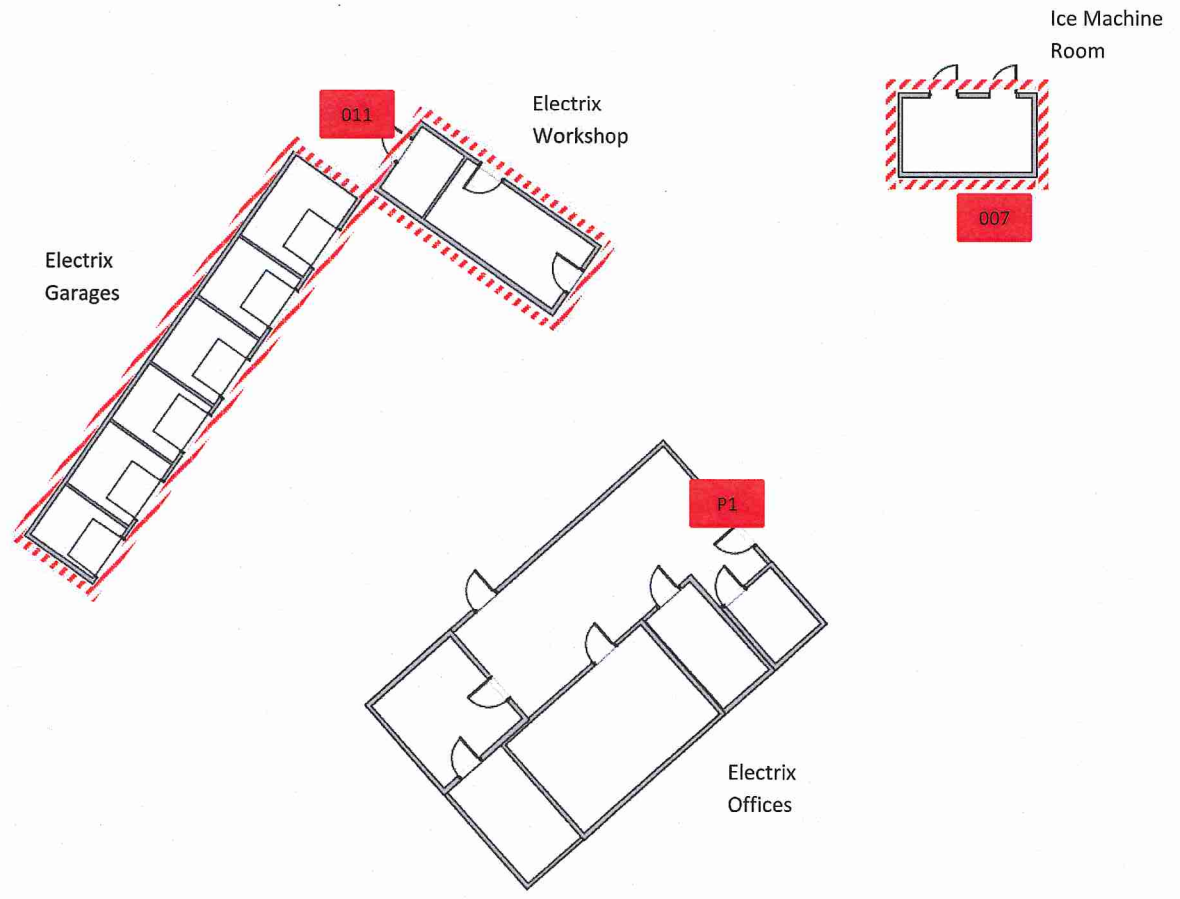 Ice Machine
Room
011
Electrix
Workshop
007
Electrix
Garages
P1
Electrix
Offices